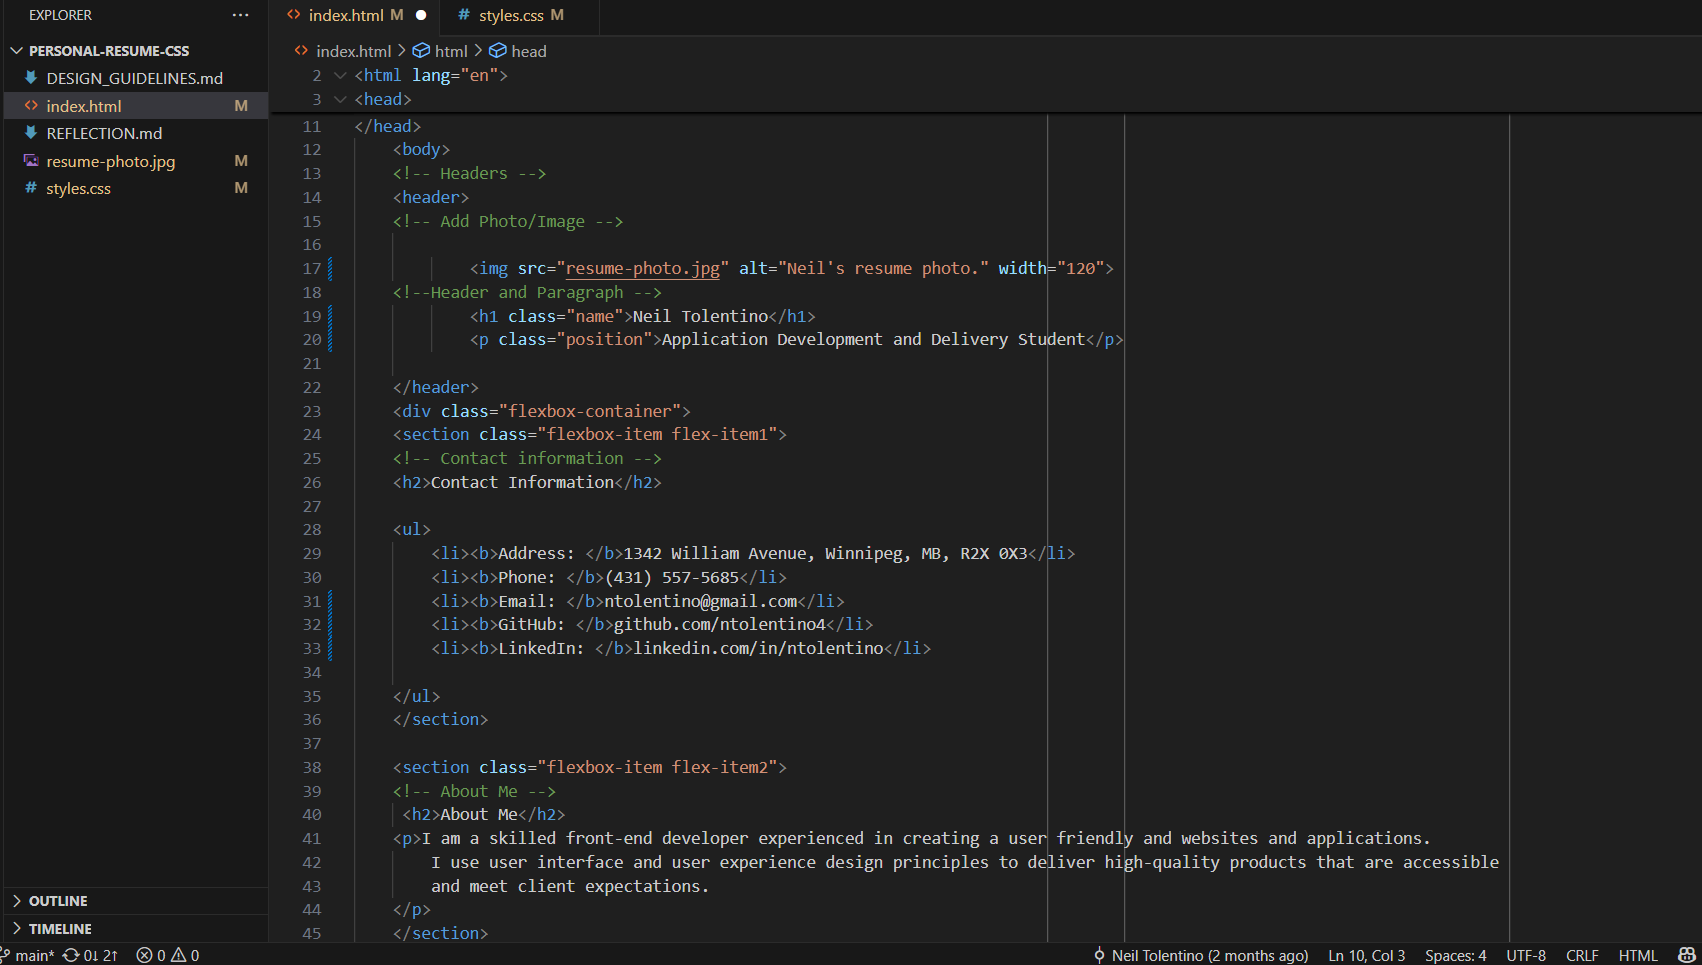 EXPLORER
PERSONAL-RESUME-CSS
DESIGN_GUIDELINES.md
index.html M
REFLECTION.md
resume-photo.jpg M
styles.css M
OUTLINE
TIMELINE
index.html M
styles.css M
index.html > html > head
2 <html lang="en">
3 <head>
11 </head>
12 <body>
13 <!-- Headers -->
14 <header>
15 <!-- Add Photo/Image -->
16
17 <img src="resume-photo.jpg" alt="Neil's resume photo." width="120">
18 <!--Header and Paragraph -->
19 <h1 class="name">Neil Tolentino</h1>
20 <p class="position">Application Development and Delivery Student</p>
21
22 </header>
23 <div class="flexbox-container">
24 <section class="flexbox-item flex-item1">
25 <!-- Contact information -->
26 <h2>Contact Information</h2>
27
28 <ul>
29 <li><b>Address: </b>1342 William Avenue, Winnipeg, MB, R2X 0X3</li>
30 <li><b>Phone: </b>(431) 557-5685</li>
31 <li><b>Email: </b>ntolentino@gmail.com</li>
32 <li><b>GitHub: </b>github.com/ntolentino4</li>
33 <li><b>LinkedIn: </b>linkedin.com/in/ntolentino</li>
34
35 </ul>
36 </section>
37
38 <section class="flexbox-item flex-item2">
39 <!-- About Me -->
40 <h2>About Me</h2>
41 <p>I am a skilled front-end developer experienced in creating a user friendly and websites and applications.
42 I use user interface and user experience design principles to deliver high-quality products that are accessible
43 and meet client expectations.
44 </p>
45 </section>
main* 0↓ 2↑ 0 0 Neil Tolentino (2 months ago) Ln 10, Col 3 Spaces: 4 UTF-8 CRLF HTML